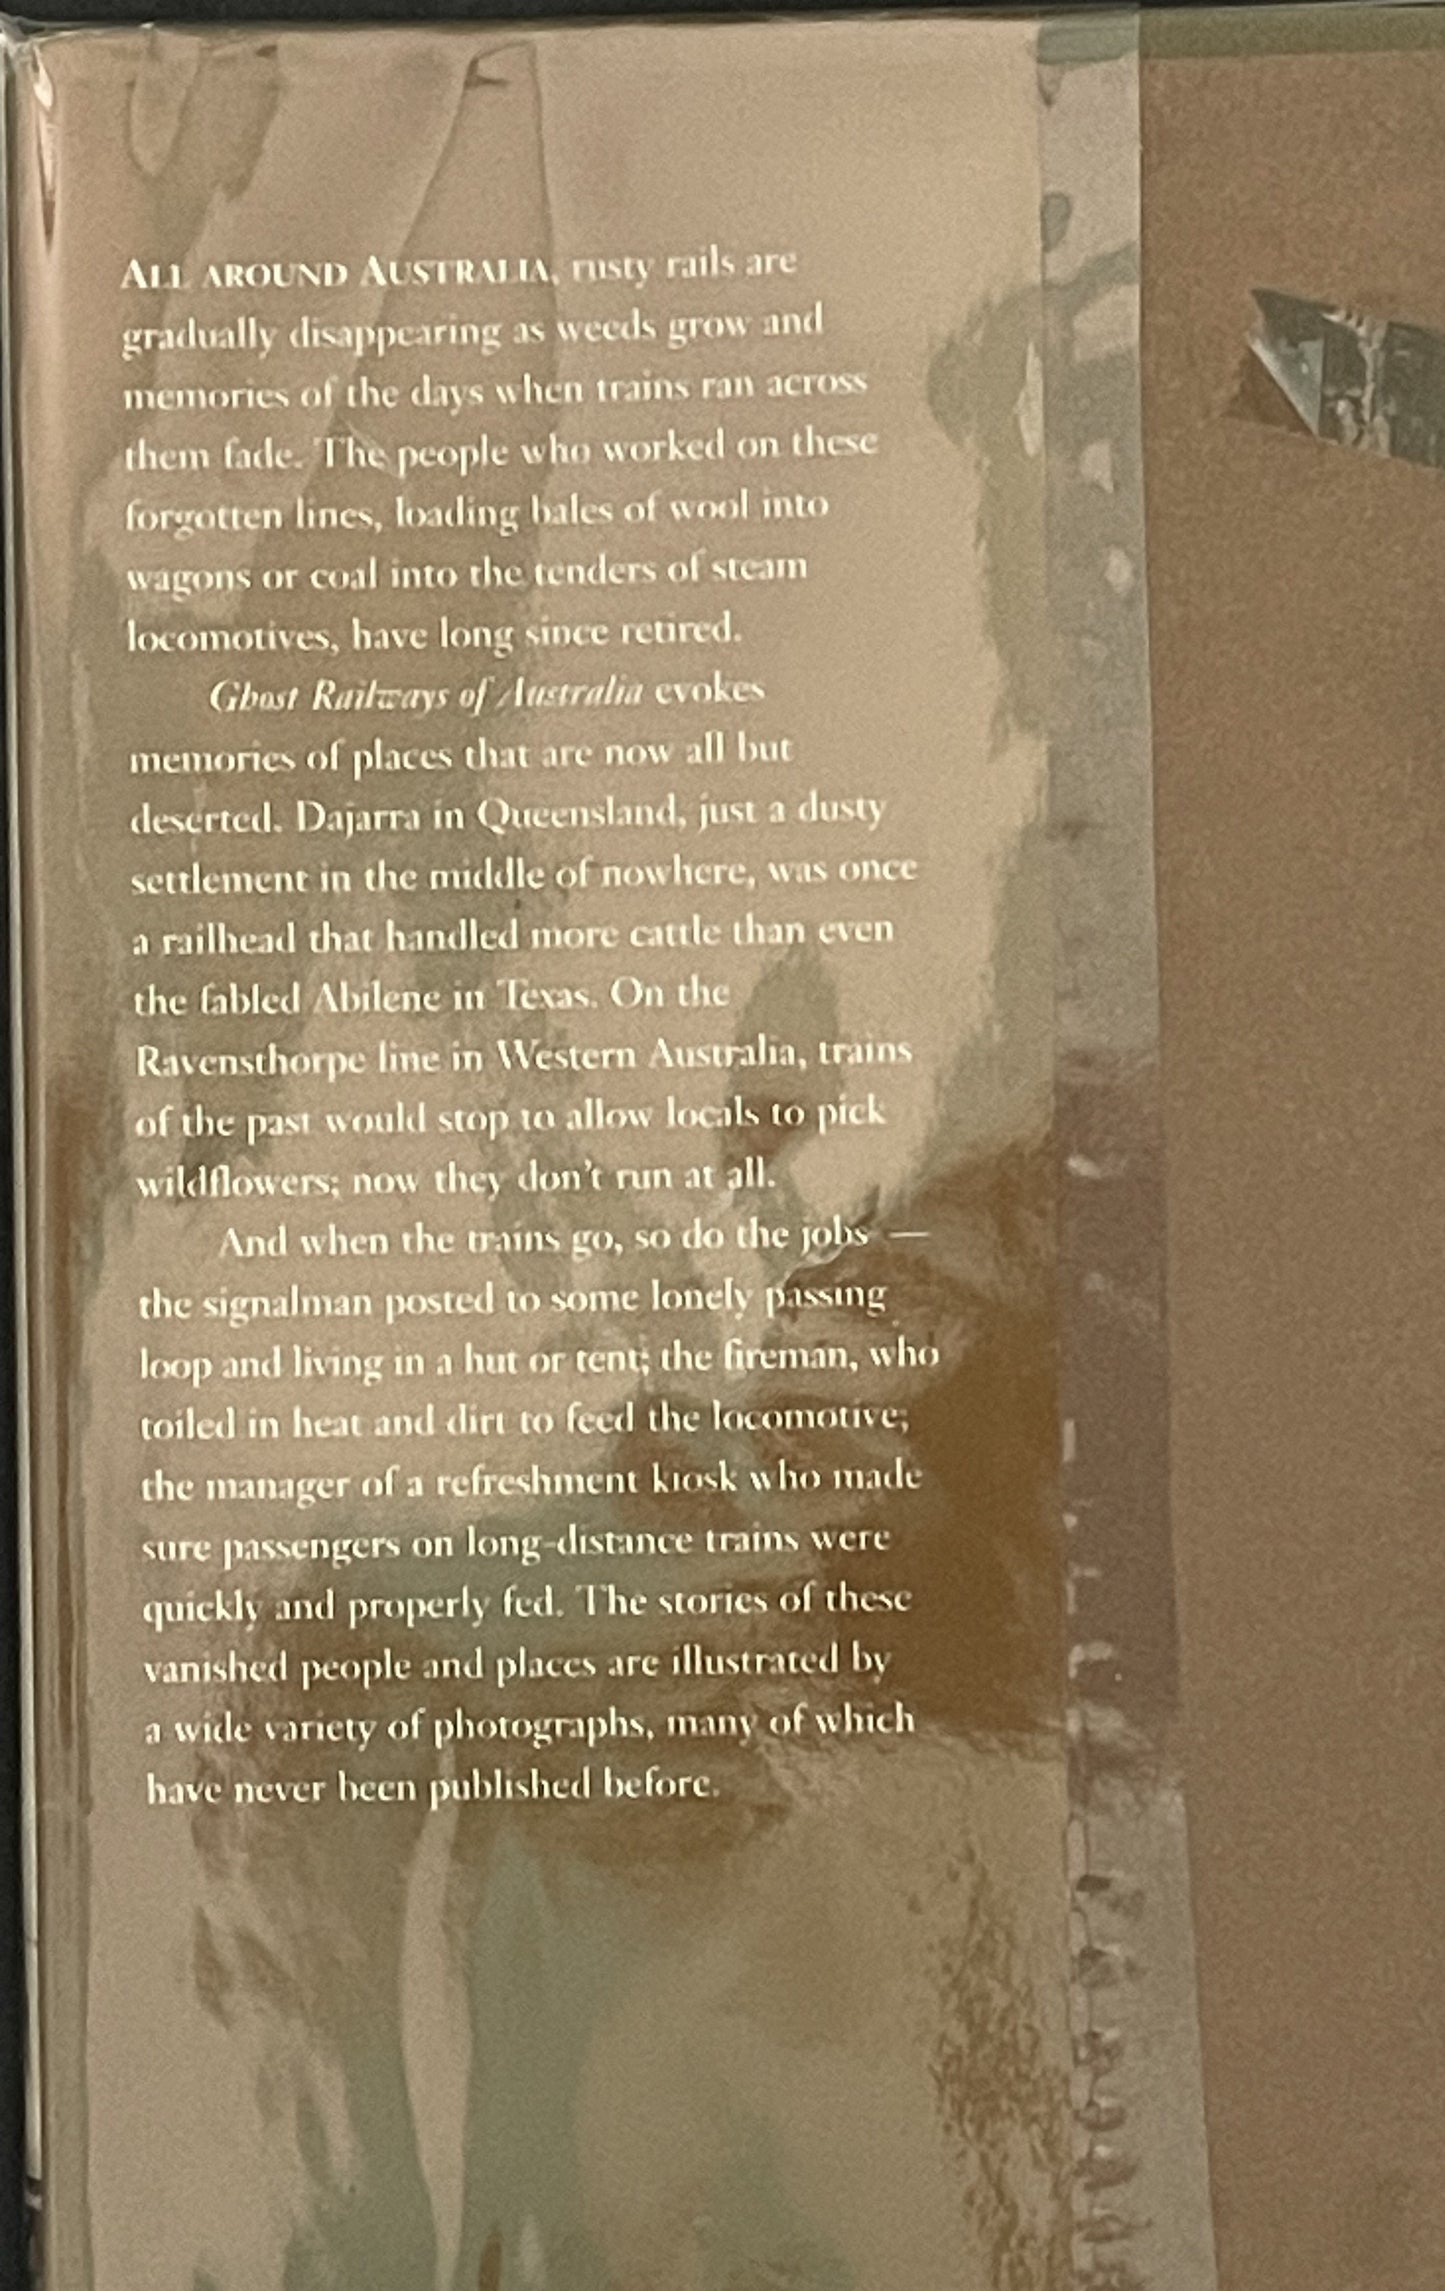 ALL AROUND AUSTRALIA, rusty rails are
gradually disappearing as weeds grow and
memories of the days when trains ran across
them fade. The people who worked on these
forgotten lines, loading bales of wool into
wagons or coal into the tenders of steam
locomotives, have long since retired.
Ghost Railways of Australia evokes
memories of places that are now all but
deserted. Dajarra in Queensland, just a dusty
settlement in the middle of nowhere, was once
a railhead that handled more cattle than even
the fabled Abilene in Texas. On the
Ravensthorpe line in Western Australia, trains
of the past would stop to allow locals to pick
wildflowers; now they don't run at all.
And when the trains go, so do the jobs —
the signalman posted to some lonely passing
loop and living in a hut or tent; the fireman, who
toiled in heat and dirt to feed the locomotive;
the manager of a refreshment kiosk who made
sure passengers on long-distance trains were
quickly and properly fed. The stories of these
vanished people and places are illustrated by
a wide variety of photographs, many of which
have never been published before.